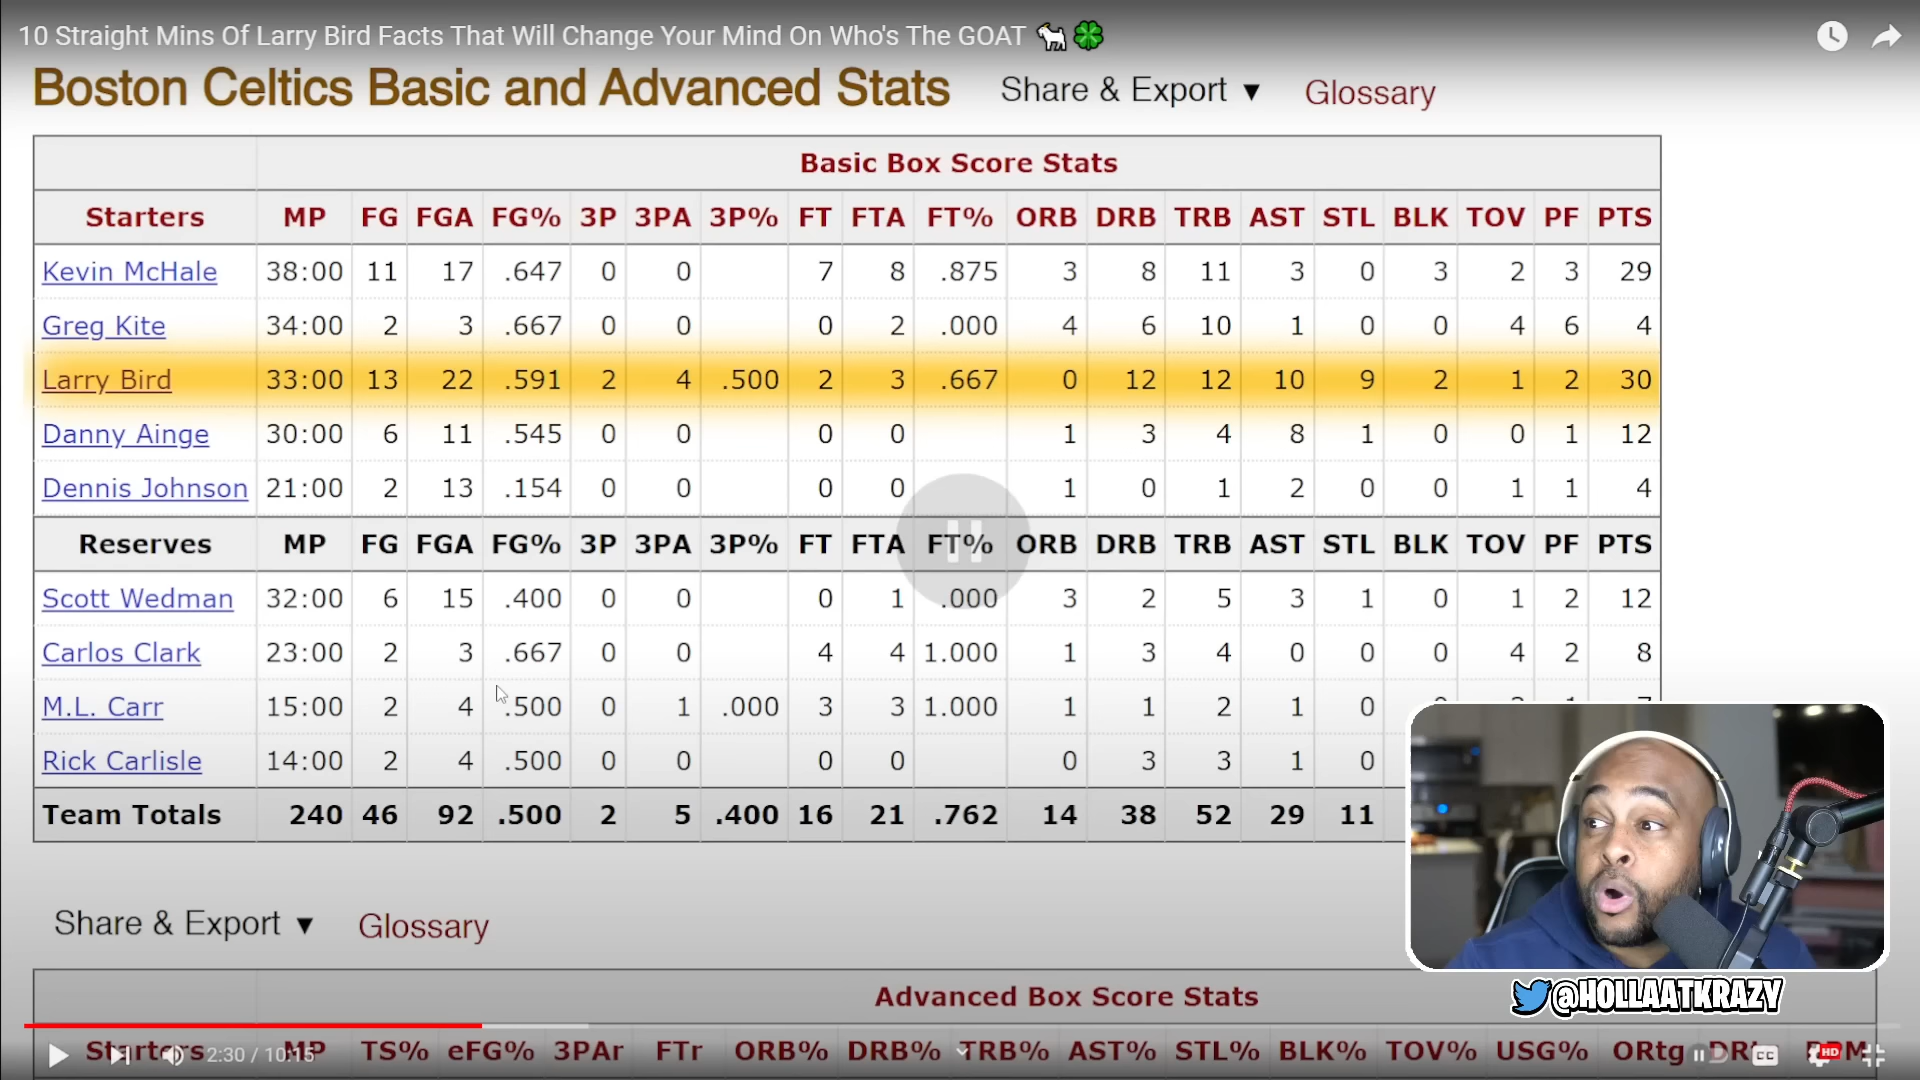 10 Straight Mins Of Larry Bird Facts That Will Change Your Mind On Who's The GOAT 🐐🍀
Boston Celtics Basic and Advanced Stats Share & Export ▼ Glossary
Basic Box Score Stats
Starters MP FG FGA FG% 3P 3PA 3P% FT FTA FT% ORB DRB TRB AST STL BLK TOV PF PTS
Kevin McHale 38:00 11 17 .647 0 0 7 8 .875 3 8 11 3 0 3 2 3 29
Greg Kite 34:00 2 3 .667 0 0 0 2 .000 4 6 10 1 0 0 4 6 4
Larry Bird 33:00 13 22 .591 2 4 .500 2 3 .667 0 12 12 10 9 2 1 2 30
Danny Ainge 30:00 6 11 .545 0 0 0 0 1 3 4 8 1 0 0 1 12
Dennis Johnson 21:00 2 13 .154 0 0 0 0 1 0 1 2 0 0 1 1 4
Reserves MP FG FGA FG% 3P 3PA 3P% FT FTA FT% ORB DRB TRB AST STL BLK TOV PF PTS
Scott Wedman 32:00 6 15 .400 0 0 0 1 .000 3 2 5 3 1 0 1 2 12
Carlos Clark 23:00 2 3 .667 0 0 4 4 1.000 1 3 4 0 0 0 4 2 8
M.L. Carr 15:00 2 4 .500 0 1 .000 3 3 1.000 1 1 2 1 0
Rick Carlisle 14:00 2 4 .500 0 0 0 0 0 3 3 1 0
Team Totals 240 46 92 .500 2 5 .400 16 21 .762 14 38 52 29 11
Share & Export ▼ Glossary
@HOLLAATKRAZY
Advanced Box Score Stats
Starters MP TS% eFG% 3PAr FTr ORB% DRB% TRB% AST% STL% BLK% TOV% USG% ORtg
2:30 / 10:15 CC HD